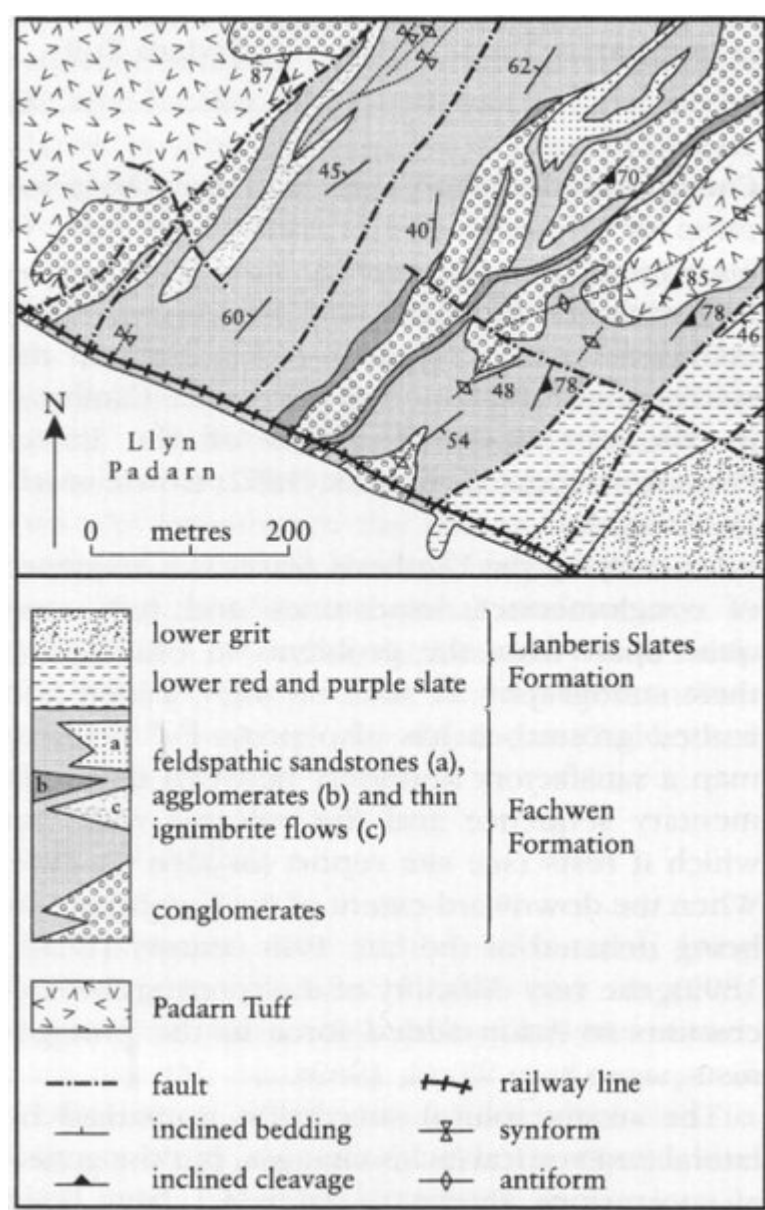 87
62
45
70
40
85
78
46
60
48
78
54
N
Llyn
Padarn
0 metres 200
lower grit
lower red and purple slate
Llanberis Slates
Formation
a
b
c
feldspathic sandstones (a),
agglomerates (b) and thin
ignimbrite flows (c)
Fachwen
Formation
conglomerates
Padarn Tuff
fault
railway line
inclined bedding
synform
inclined cleavage
antiform